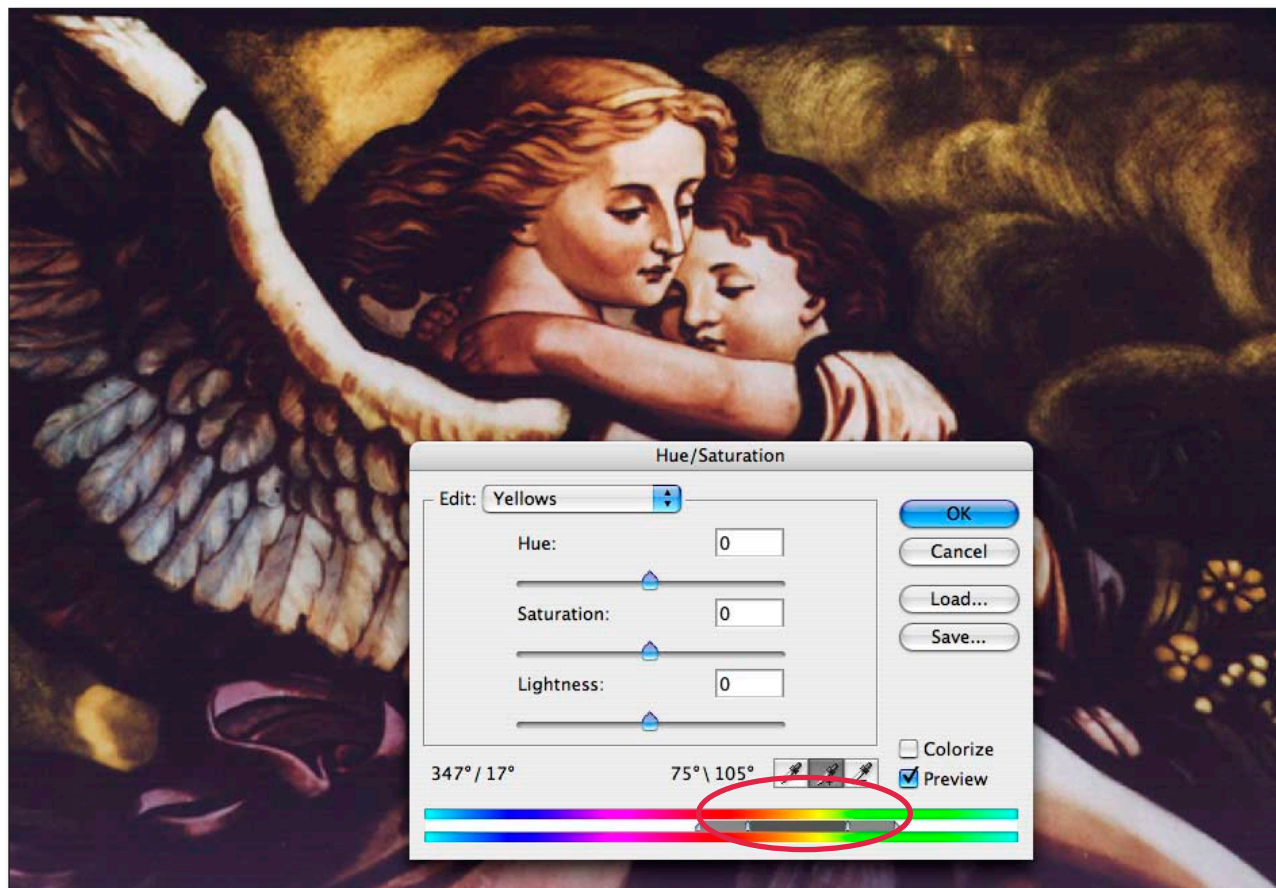 Hue/Saturation
Edit: Yellows
Hue: 0
Saturation: 0
Lightness: 0
OK
Cancel
Load...
Save...
Colorize
Preview
347°/17° 75°\105°